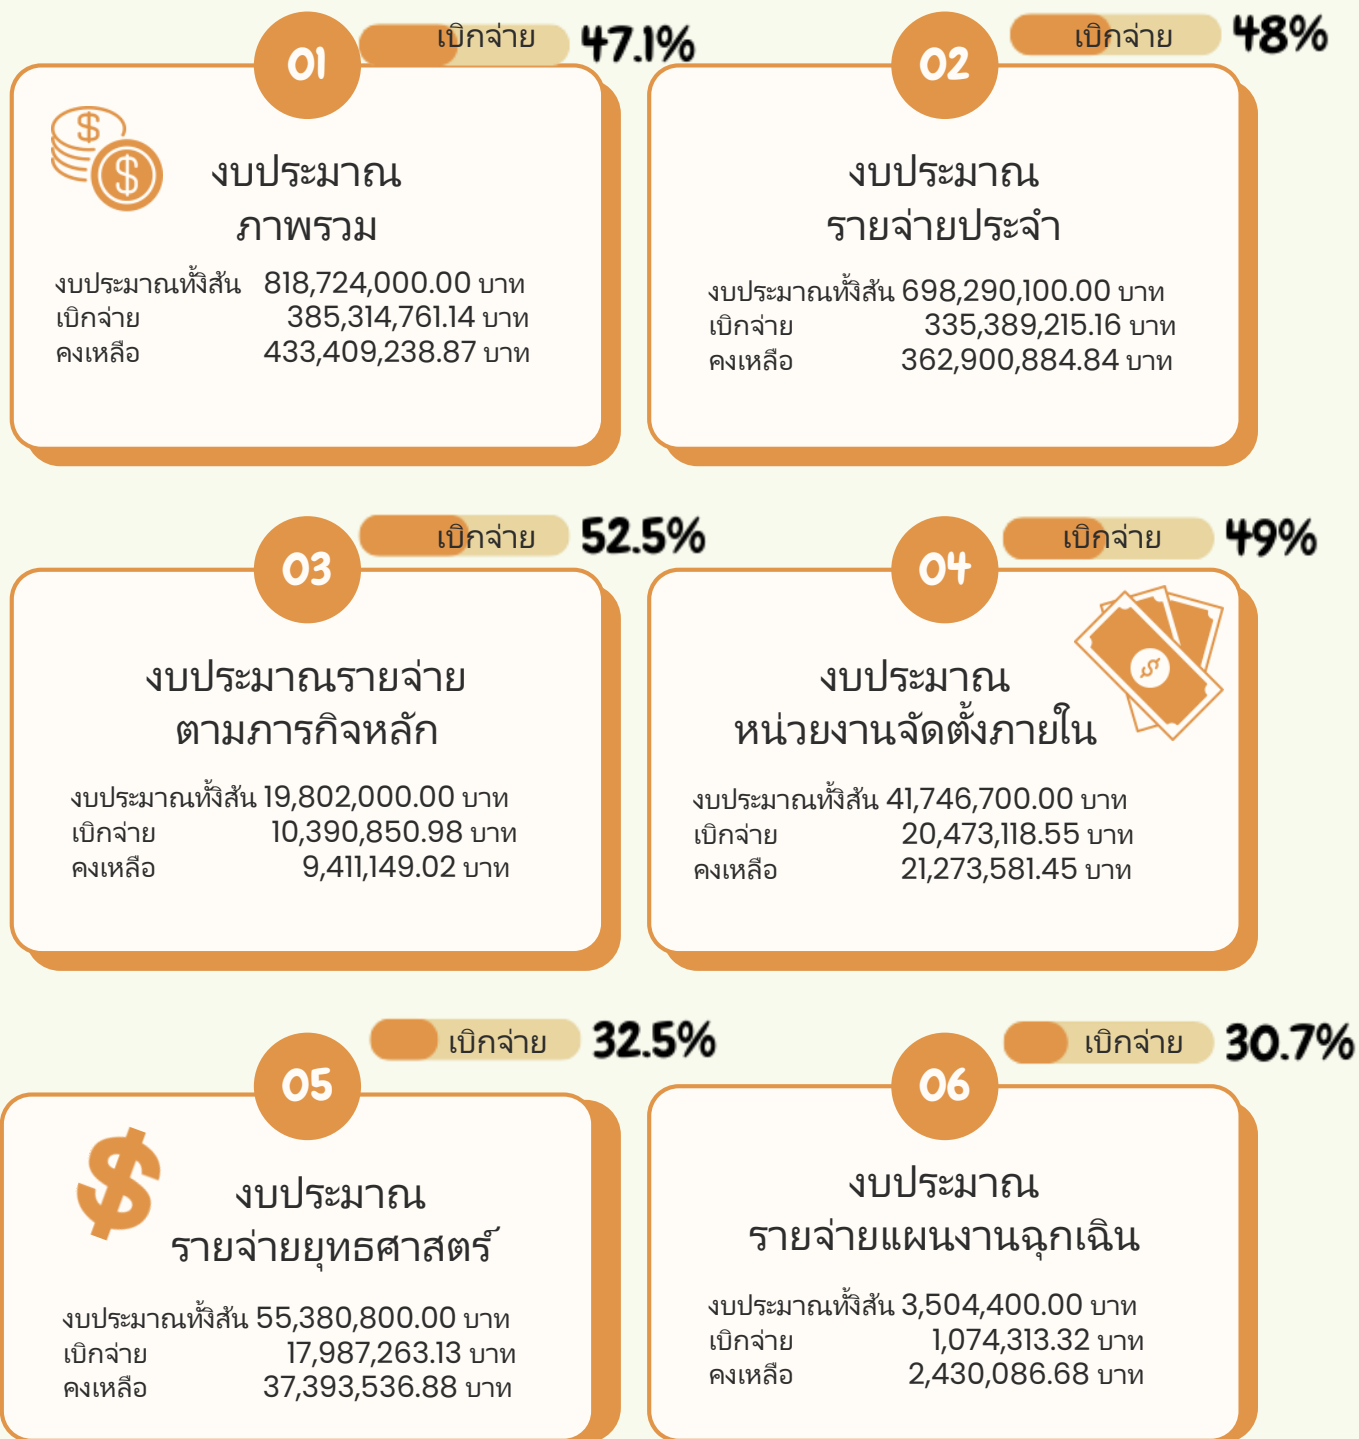 01
เบิกจ่าย 47.1%
งบประมาณ
ภาพรวม
งบประมาณทั้งสิ้น 818,724,000.00 บาท
เบิกจ่าย 385,314,761.14 บาท
คงเหลือ 433,409,238.87 บาท
02
เบิกจ่าย 48%
งบประมาณ
รายจ่ายประจำ
งบประมาณทั้งสิ้น 698,290,100.00 บาท
เบิกจ่าย 335,389,215.16 บาท
คงเหลือ 362,900,884.84 บาท
03
เบิกจ่าย 52.5%
งบประมาณรายจ่าย
ตามภารกิจหลัก
งบประมาณทั้งสิ้น 19,802,000.00 บาท
เบิกจ่าย 10,390,850.98 บาท
คงเหลือ 9,411,149.02 บาท
04
เบิกจ่าย 49%
งบประมาณ
หน่วยงานจัดตั้งภายใน
งบประมาณทั้งสิ้น 41,746,700.00 บาท
เบิกจ่าย 20,473,118.55 บาท
คงเหลือ 21,273,581.45 บาท
05
เบิกจ่าย 32.5%
งบประมาณ
รายจ่ายยุทธศาสตร์
งบประมาณทั้งสิ้น 55,380,800.00 บาท
เบิกจ่าย 17,987,263.13 บาท
คงเหลือ 37,393,536.88 บาท
06
เบิกจ่าย 30.7%
งบประมาณ
รายจ่ายแผนงานฉุกเฉิน
งบประมาณทั้งสิ้น 3,504,400.00 บาท
เบิกจ่าย 1,074,313.32 บาท
คงเหลือ 2,430,086.68 บาท